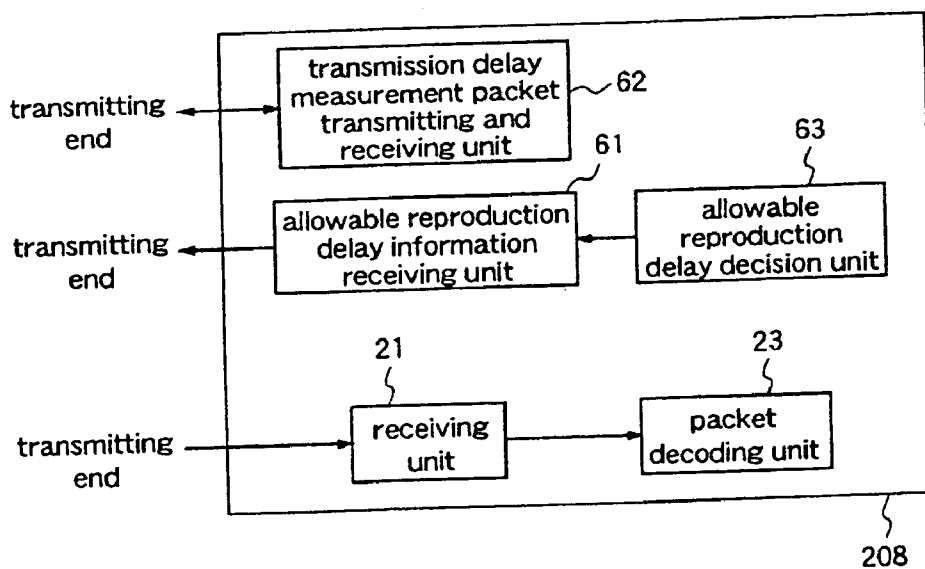 transmitting
end
transmission delay
measurement packet
transmitting and
receiving unit
62
61
63
transmitting
end
allowable reproduction
delay information
receiving unit
allowable
reproduction
delay decision unit
21
23
transmitting
end
receiving
unit
packet
decoding unit
208